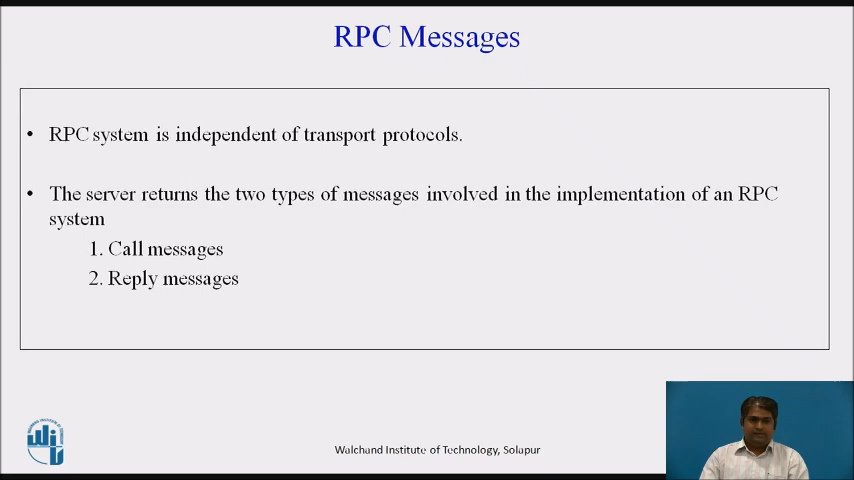 RPC Messages
• RPC system is independent of transport protocols.
• The server returns the two types of messages involved in the implementation of an RPC
system
1. Call messages
2. Reply messages
Walchand Institute of Technology, Solapur